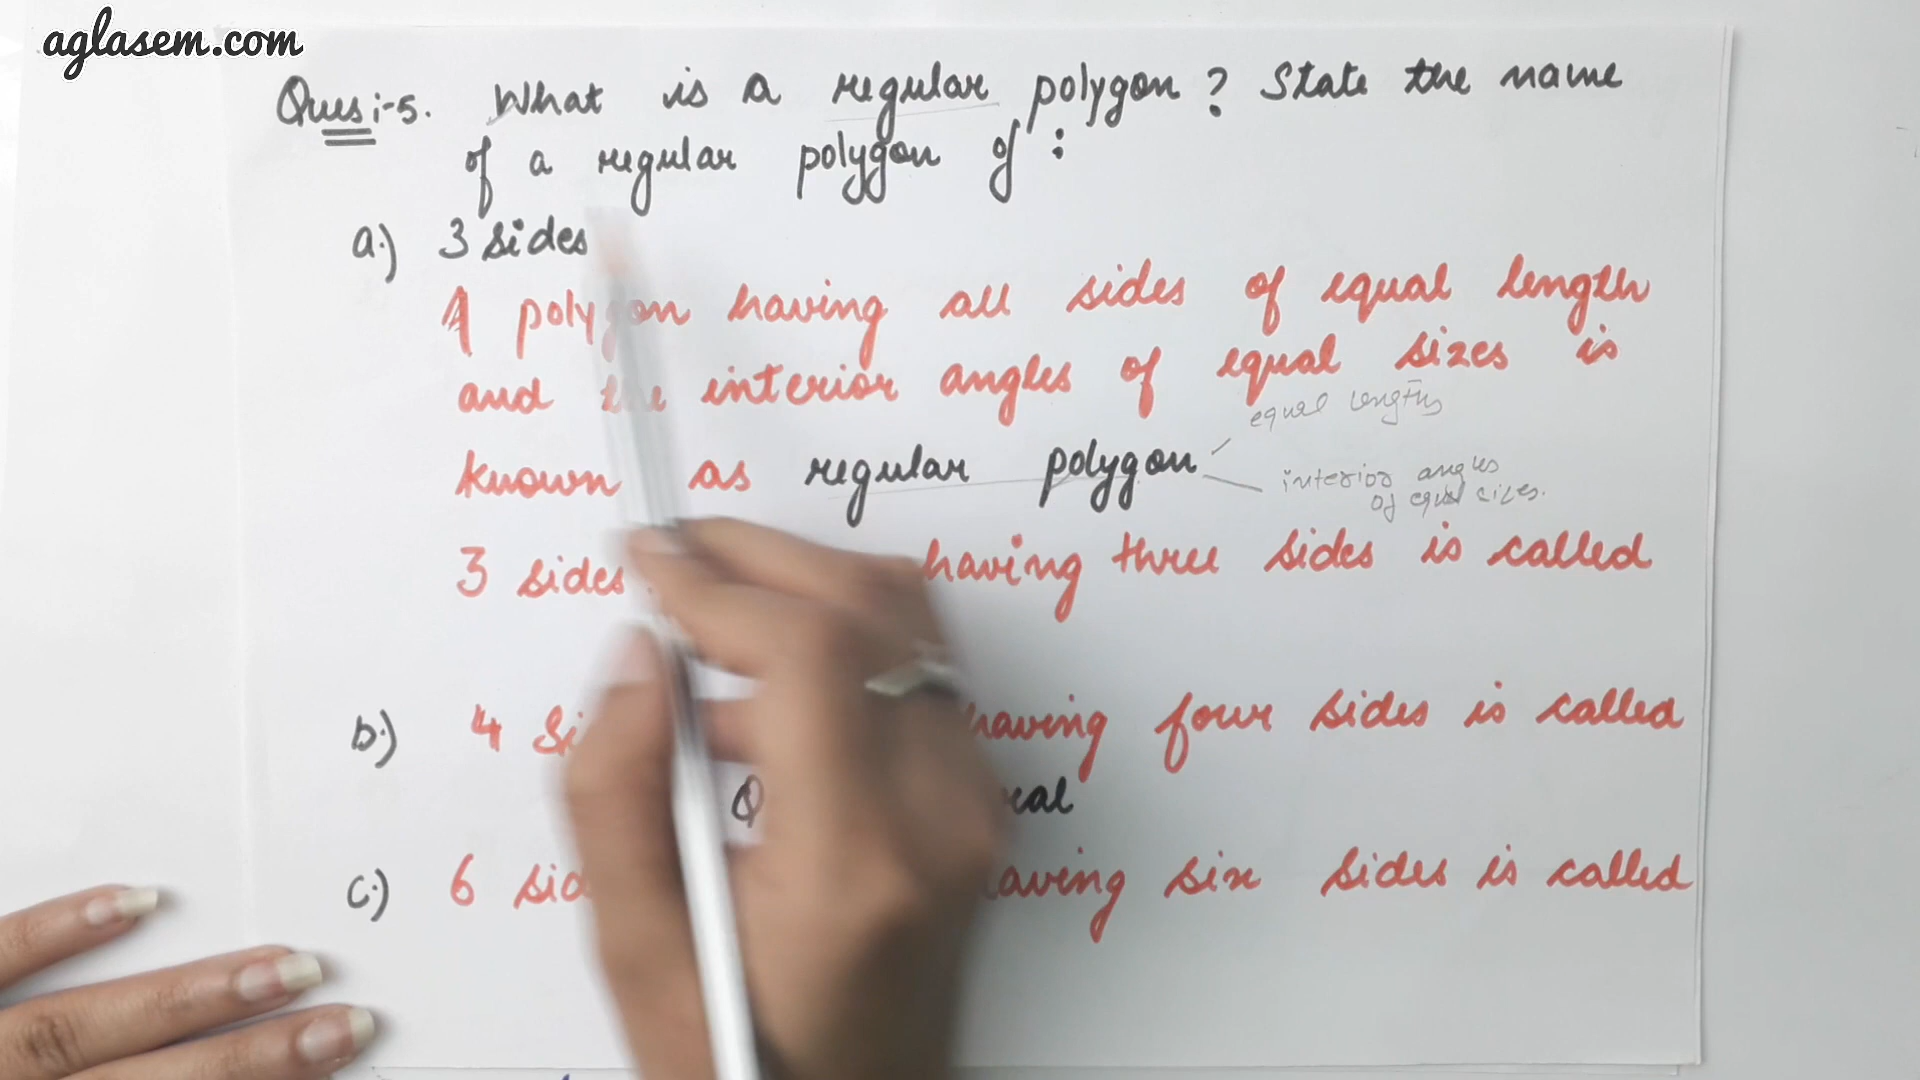 aglasem.com
Ques:-5. What is a regular polygon? State the name
of a regular polygon of :
a.) 3 sides
A polygon having all sides of equal length
and the interior angles of equal sizes is
equal lengths
known as regular polygon
interior angles
of equal sizes.
3 sides having three sides is called
b.) 4 having four sides is called
c.) 6 having six sides is called